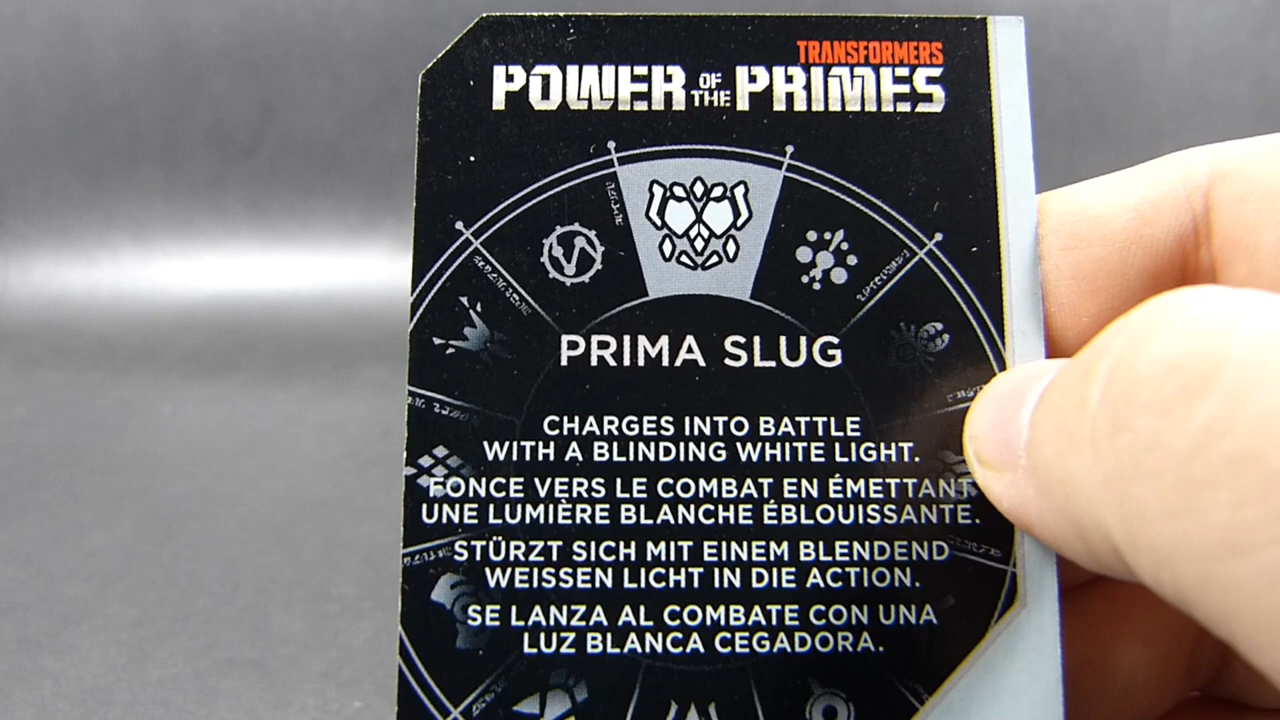 TRANSFORMERS
POWER OF THE PRIMES
PRIMA SLUG
CHARGES INTO BATTLE
WITH A BLINDING WHITE LIGHT.
FONCE VERS LE COMBAT EN ÉMETTANT
UNE LUMIÈRE BLANCHE ÉBLOUISSANTE.
STÜRZT SICH MIT EINEM BLENDEND
WEISSEN LICHT IN DIE ACTION.
SE LANZA AL COMBATE CON UNA
LUZ BLANCA CEGADORA.